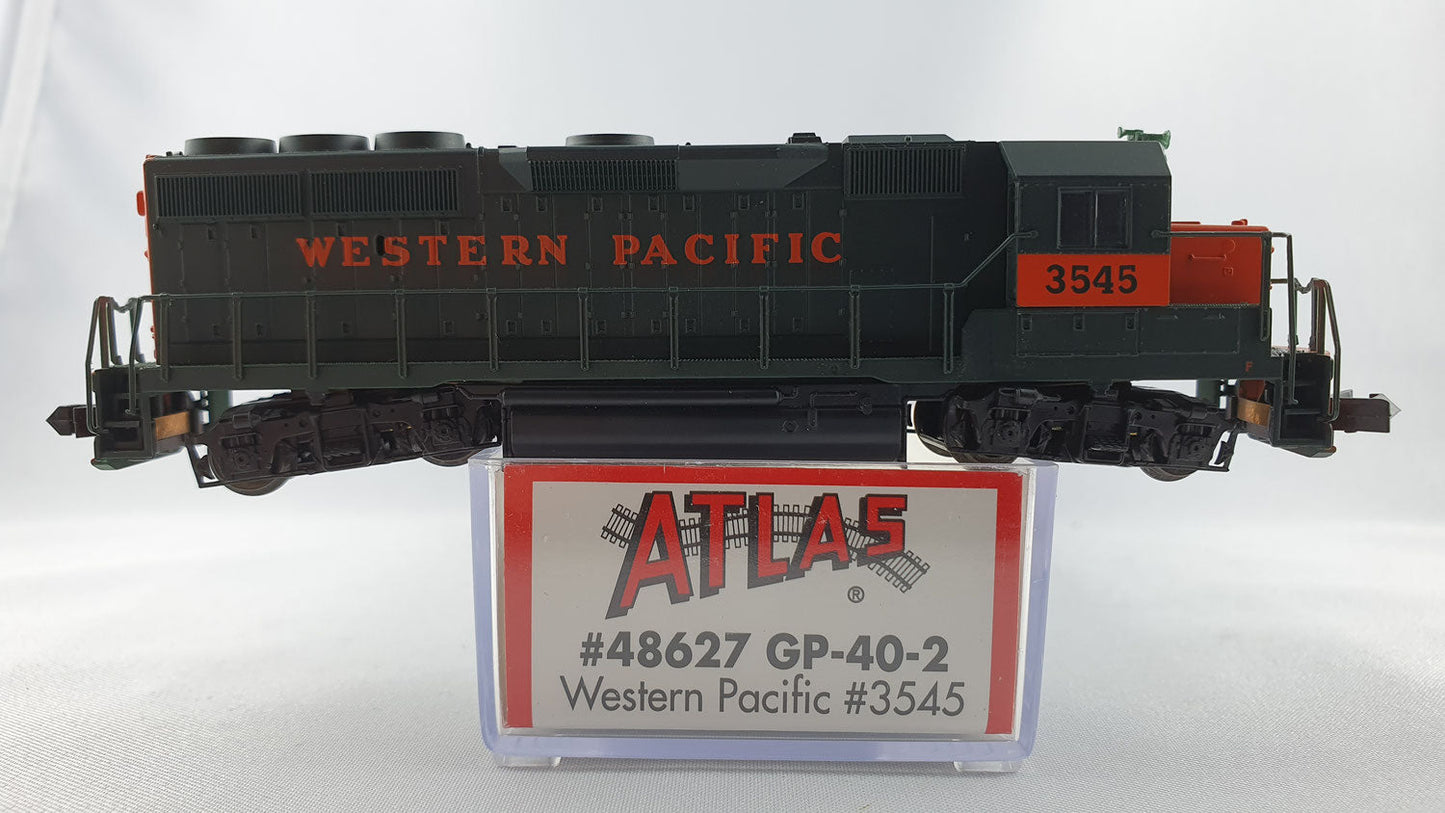 WESTERN PACIFIC
3545
F
ATLAS
®
#48627 GP-40-2
Western Pacific #3545